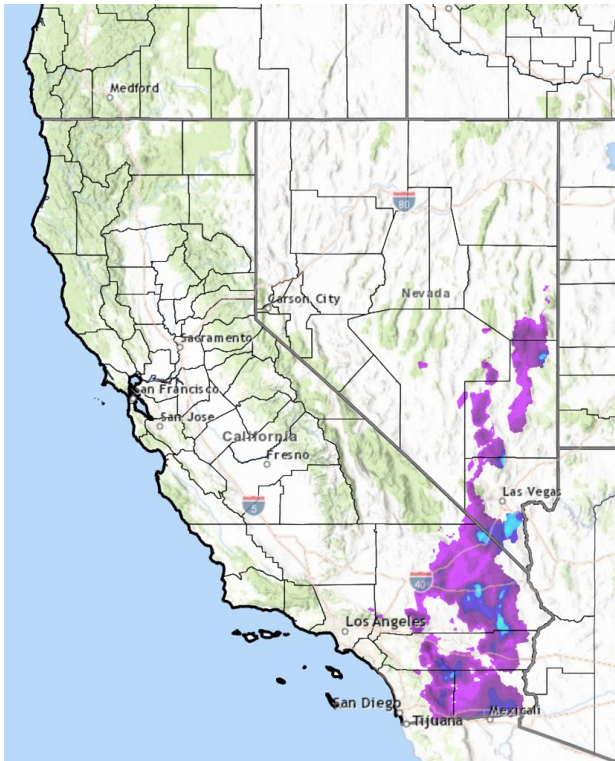 Medford
80
Carson City
Nevada
Sacramento
San Francisco
San Jose
California
Fresno
5
Las Vegas
40
Los Angeles
San Diego
Mexicali
Tijuana